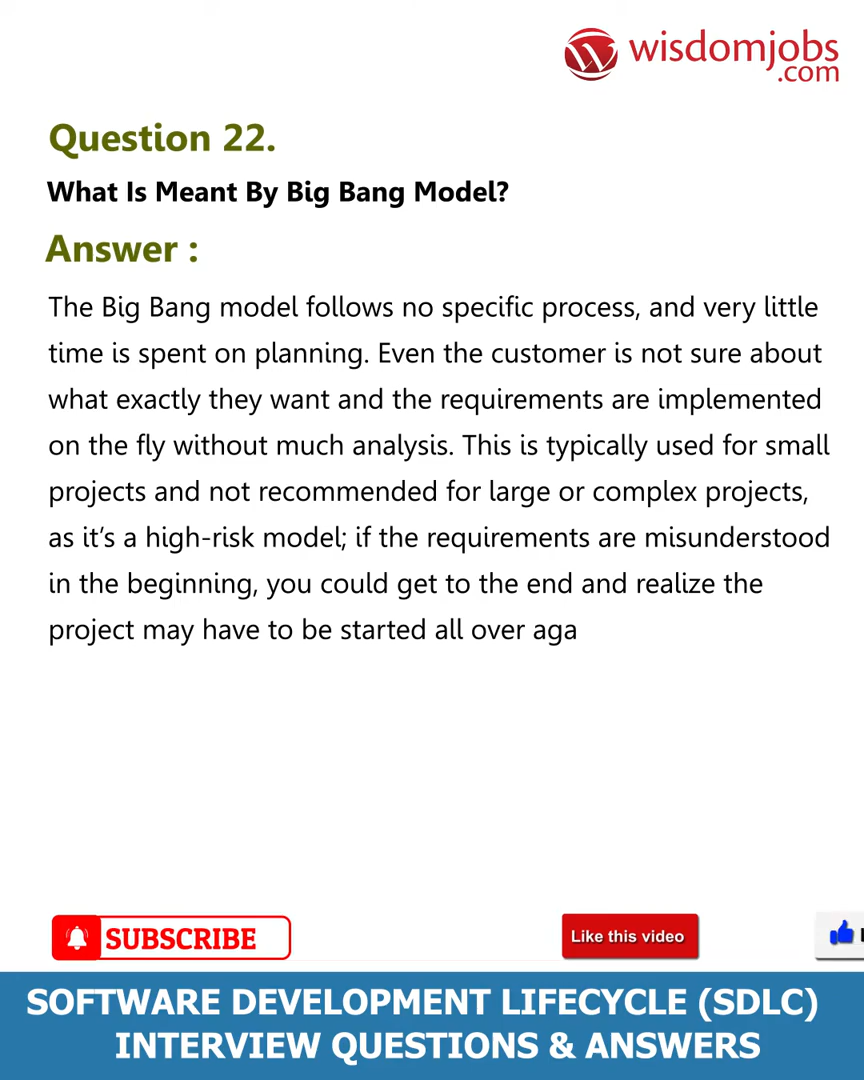 wisdomjobs
.com
Question 22.
What Is Meant By Big Bang Model?
Answer :
The Big Bang model follows no specific process, and very little
time is spent on planning. Even the customer is not sure about
what exactly they want and the requirements are implemented
on the fly without much analysis. This is typically used for small
projects and not recommended for large or complex projects,
as it’s a high-risk model; if the requirements are misunderstood
in the beginning, you could get to the end and realize the
project may have to be started all over aga
SUBSCRIBE
Like this video
SOFTWARE DEVELOPMENT LIFECYCLE (SDLC)
INTERVIEW QUESTIONS & ANSWERS